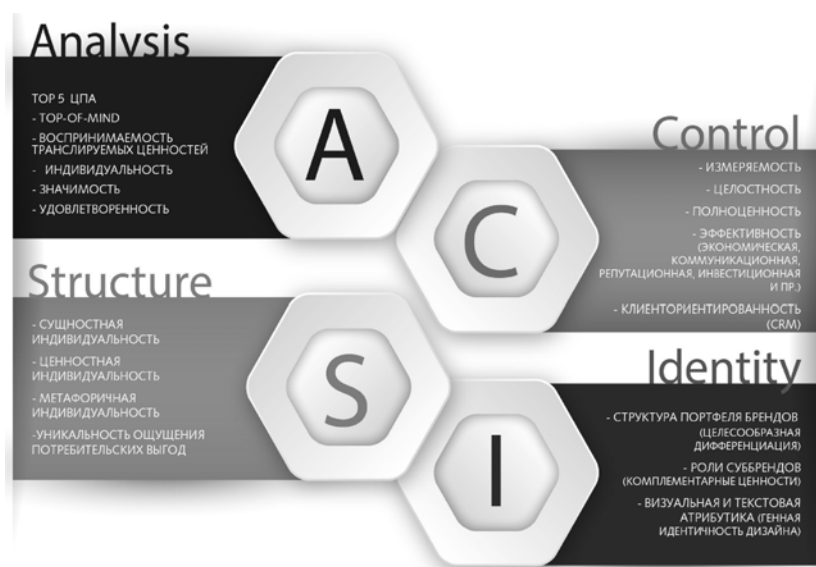 Analysis
TOP 5 ЦПА
- TOP-OF-MIND
- ВОСПРИНИМАЕМОСТЬ
ТРАНСЛИРУЕМЫХ ЦЕННОСТЕЙ
- ИНДИВИДУАЛЬНОСТЬ
- ЗНАЧИМОСТЬ
- УДОВЛЕТВОРЕННОСТЬ
A
Control
- ИЗМЕРЯЕМОСТЬ
- ЦЕЛОСТНОСТЬ
- ПОЛНОЦЕННОСТЬ
- ЭФФЕКТИВНОСТЬ
(ЭКОНОМИЧЕСКАЯ,
КОММУНИКАЦИОННАЯ,
РЕПУТАЦИОННАЯ, ИНВЕСТИЦИОННАЯ
И ПР.)
- КЛИЕНТОРИЕНТИРОВАННОСТЬ
(CRM)
C
Structure
- СУЩНОСТНАЯ
ИНДИВИДУАЛЬНОСТЬ
- ЦЕННОСТНАЯ
ИНДИВИДУАЛЬНОСТЬ
- МЕТАФОРИЧНАЯ
ИНДИВИДУАЛЬНОСТЬ
-УНИКАЛЬНОСТЬ ОЩУЩЕНИЯ
ПОТРЕБИТЕЛЬСКИХ ВЫГОД
S
Identity
- СТРУКТУРА ПОРТФЕЛЯ БРЕНДОВ
(ЦЕЛЕСООБРАЗНАЯ
ДИФФЕРЕНЦИАЦИЯ)
- РОЛИ СУББРЕНДОВ
(КОМПЛЕМЕНТАРНЫЕ ЦЕННОСТИ)
- ВИЗУАЛЬНАЯ И ТЕКСТОВАЯ
АТРИБУТИКА (ГЕННАЯ
ИДЕНТИЧНОСТЬ ДИЗАЙНА)
I